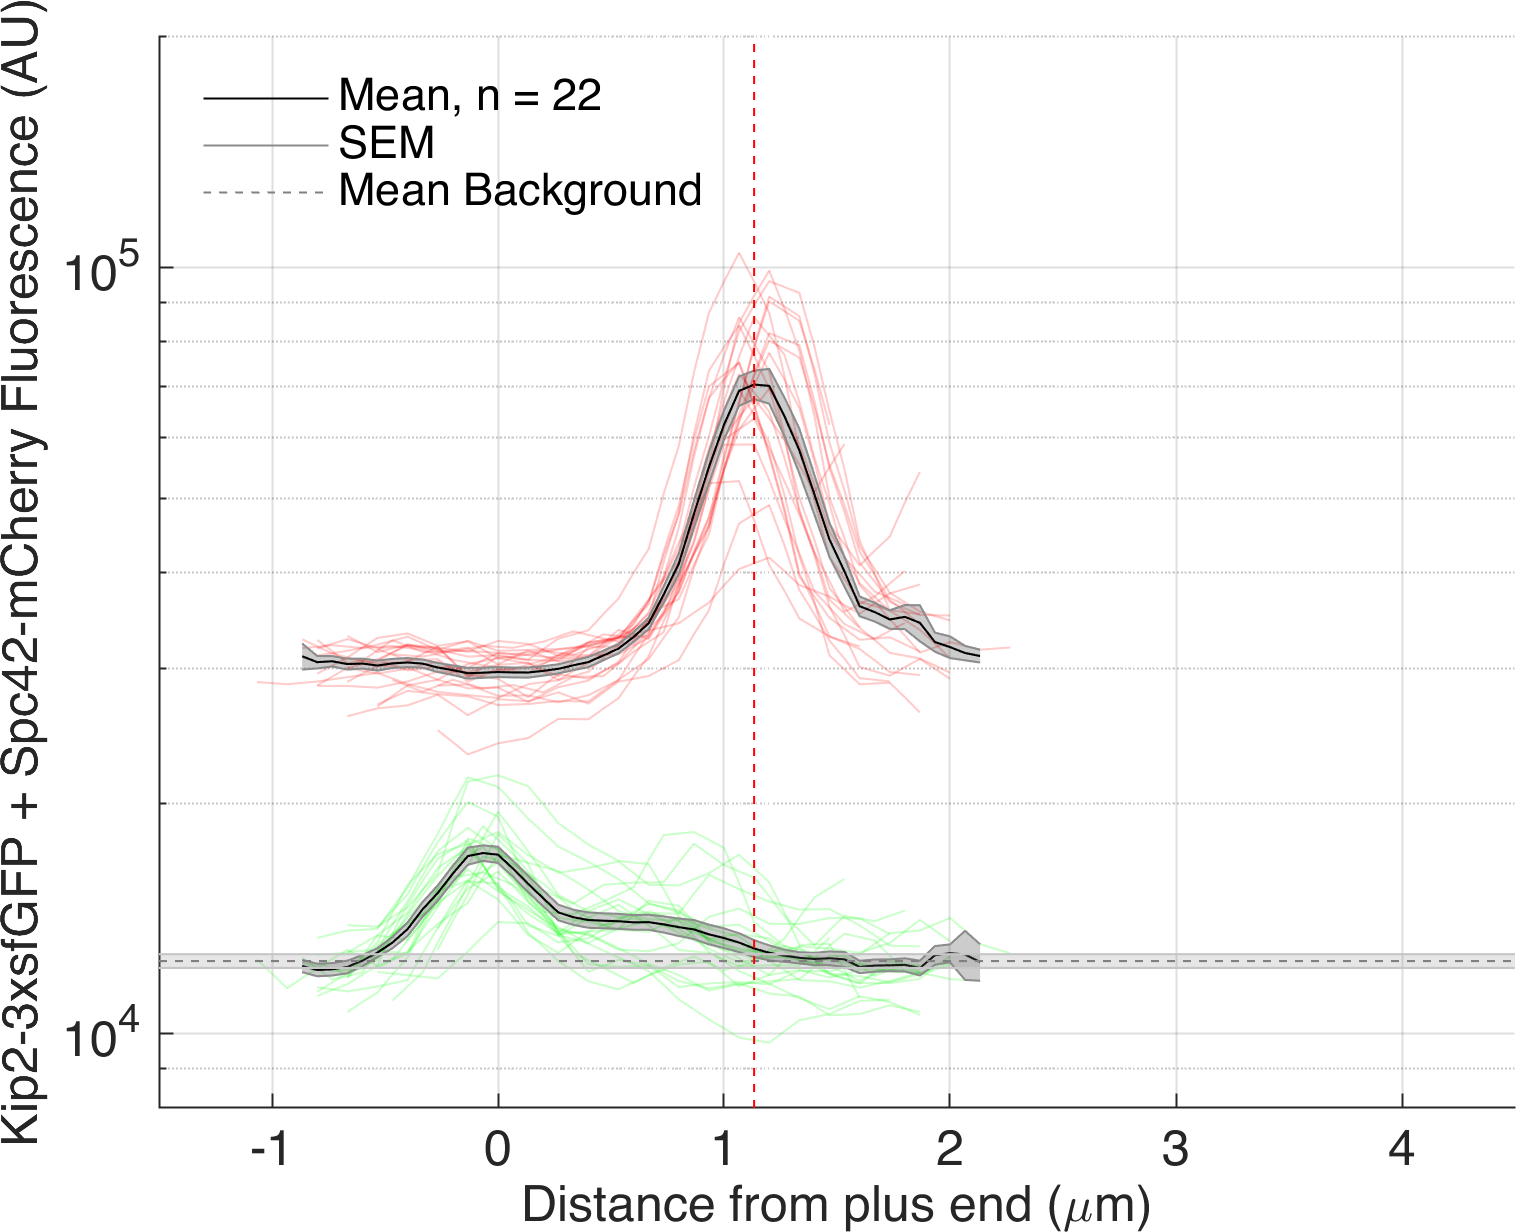 Kip2-3xsfGFP + Spc42-mCherry Fluorescence (AU)
Mean, n = 22
SEM
Mean Background
10^5
10^4
-1 0 1 2 3 4
Distance from plus end (μm)